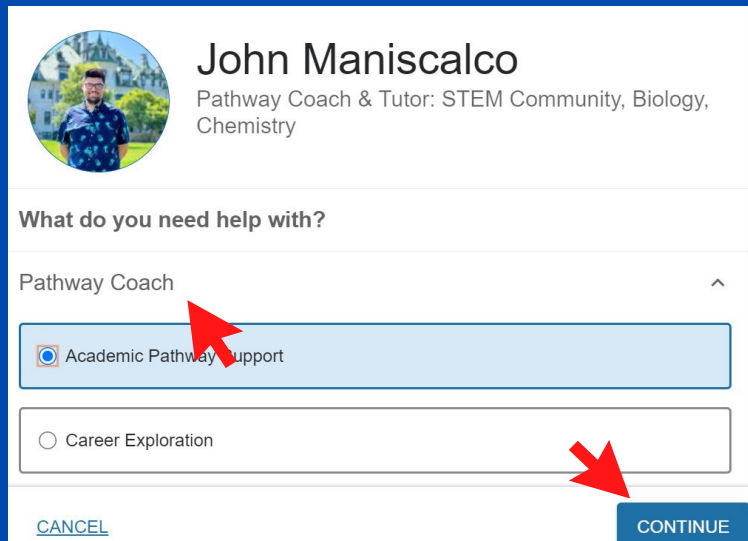 John Maniscalco
Pathway Coach & Tutor: STEM Community, Biology,
Chemistry
What do you need help with?
Pathway Coach
Academic Pathway Support
Career Exploration
CANCEL
CONTINUE